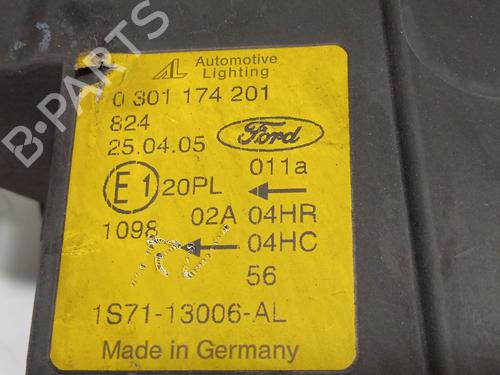 AL Automotive
Lighting
0 301 174 201
824
25.04.05 Ford
011a
E1 20PL
02A 04HR
1098 04HC
56
1S71-13006-AL
Made in Germany
B-PARTS